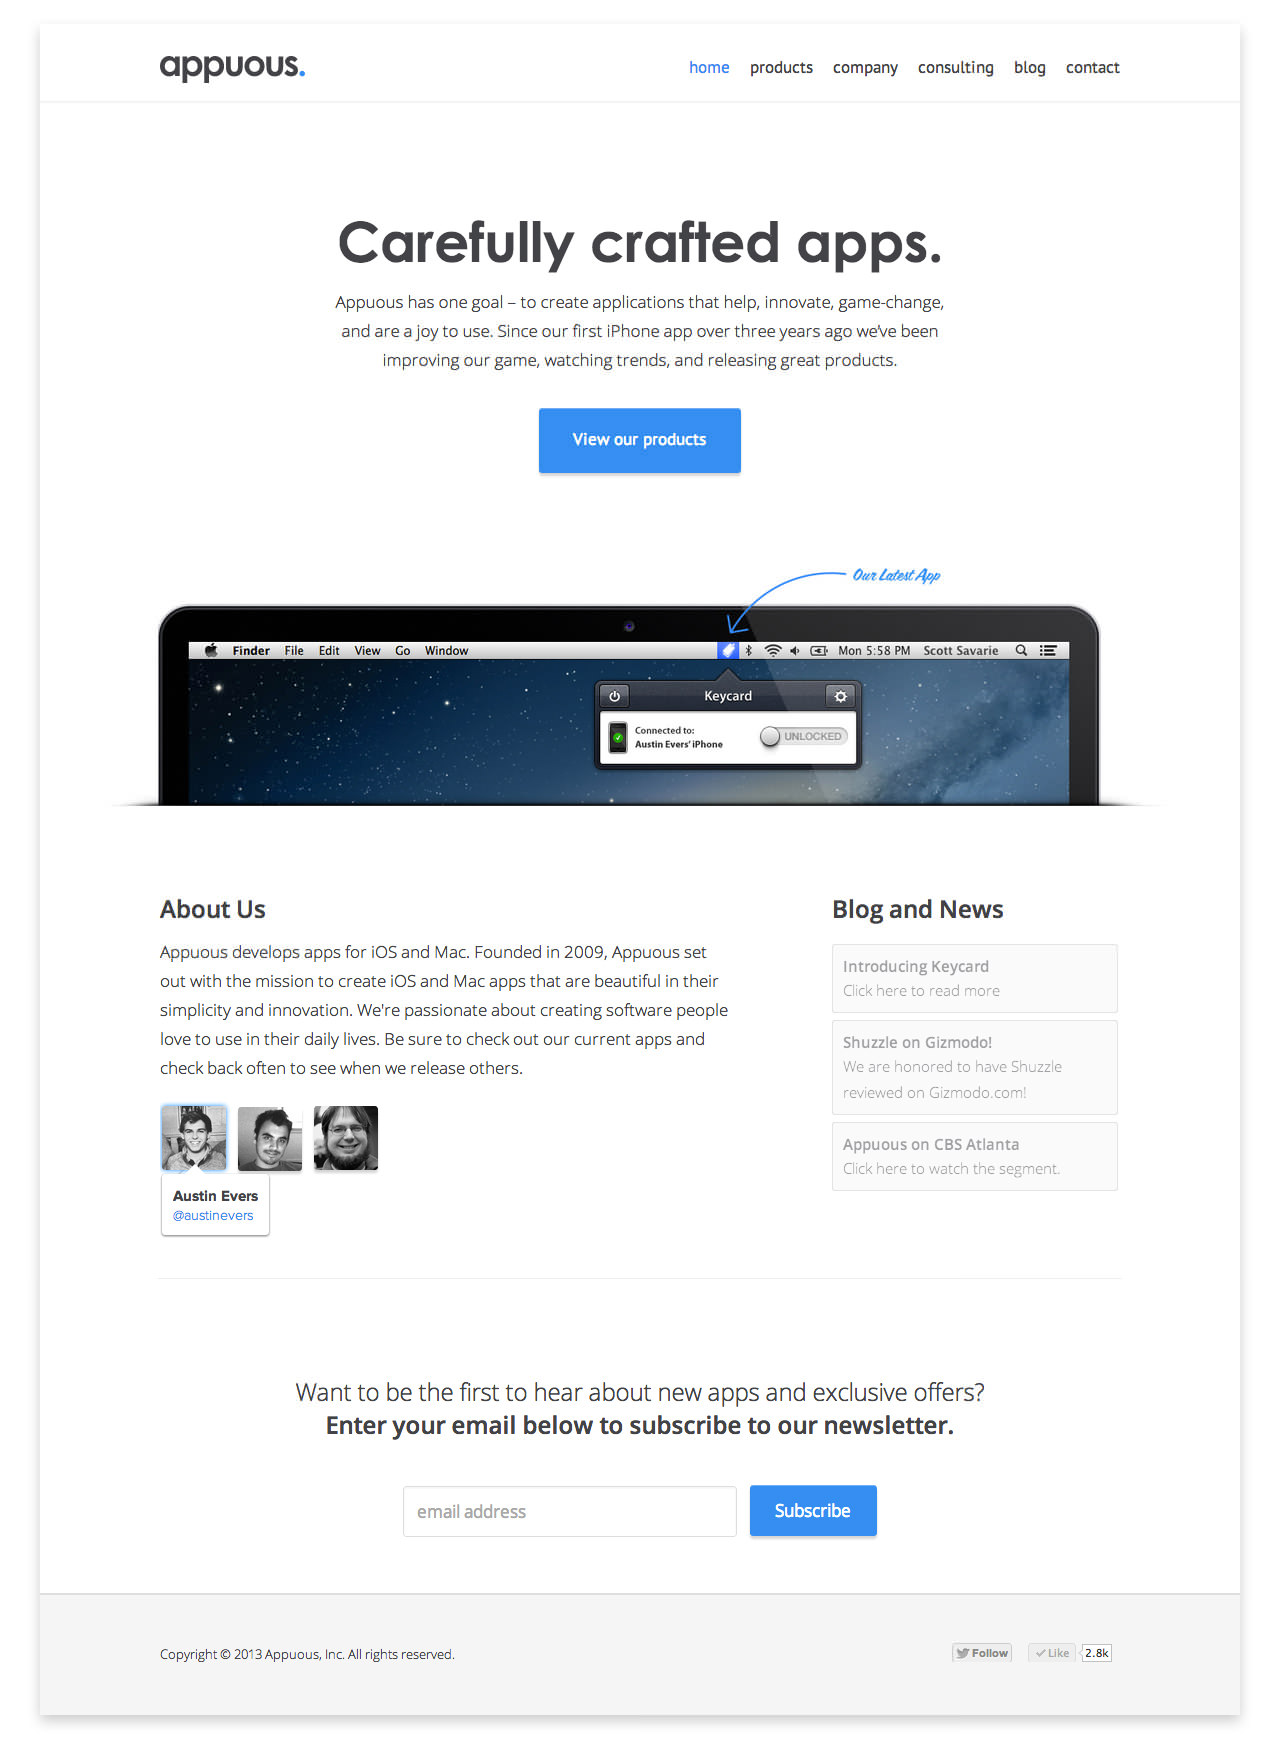 appuous.
home products company consulting blog contact
Carefully crafted apps.
Appuous has one goal – to create applications that help, innovate, game-change,
and are a joy to use. Since our first iPhone app over three years ago we've been
improving our game, watching trends, and releasing great products.
View our products
Our Latest App
Finder File Edit View Go Window Mon 5:58 PM Scott Savarie
Keycard
Connected to:
Austin Evers' iPhone
UNLOCKED
About Us
Appuous develops apps for iOS and Mac. Founded in 2009, Appuous set
out with the mission to create iOS and Mac apps that are beautiful in their
simplicity and innovation. We're passionate about creating software people
love to use in their daily lives. Be sure to check out our current apps and
check back often to see when we release others.
Austin Evers
@austinevers
Blog and News
Introducing Keycard
Click here to read more
Shuzzle on Gizmodo!
We are honored to have Shuzzle
reviewed on Gizmodo.com!
Appuous on CBS Atlanta
Click here to watch the segment.
Want to be the first to hear about new apps and exclusive offers?
Enter your email below to subscribe to our newsletter.
email address
Subscribe
Copyright © 2013 Appuous, Inc. All rights reserved.
Follow Like 2.8k